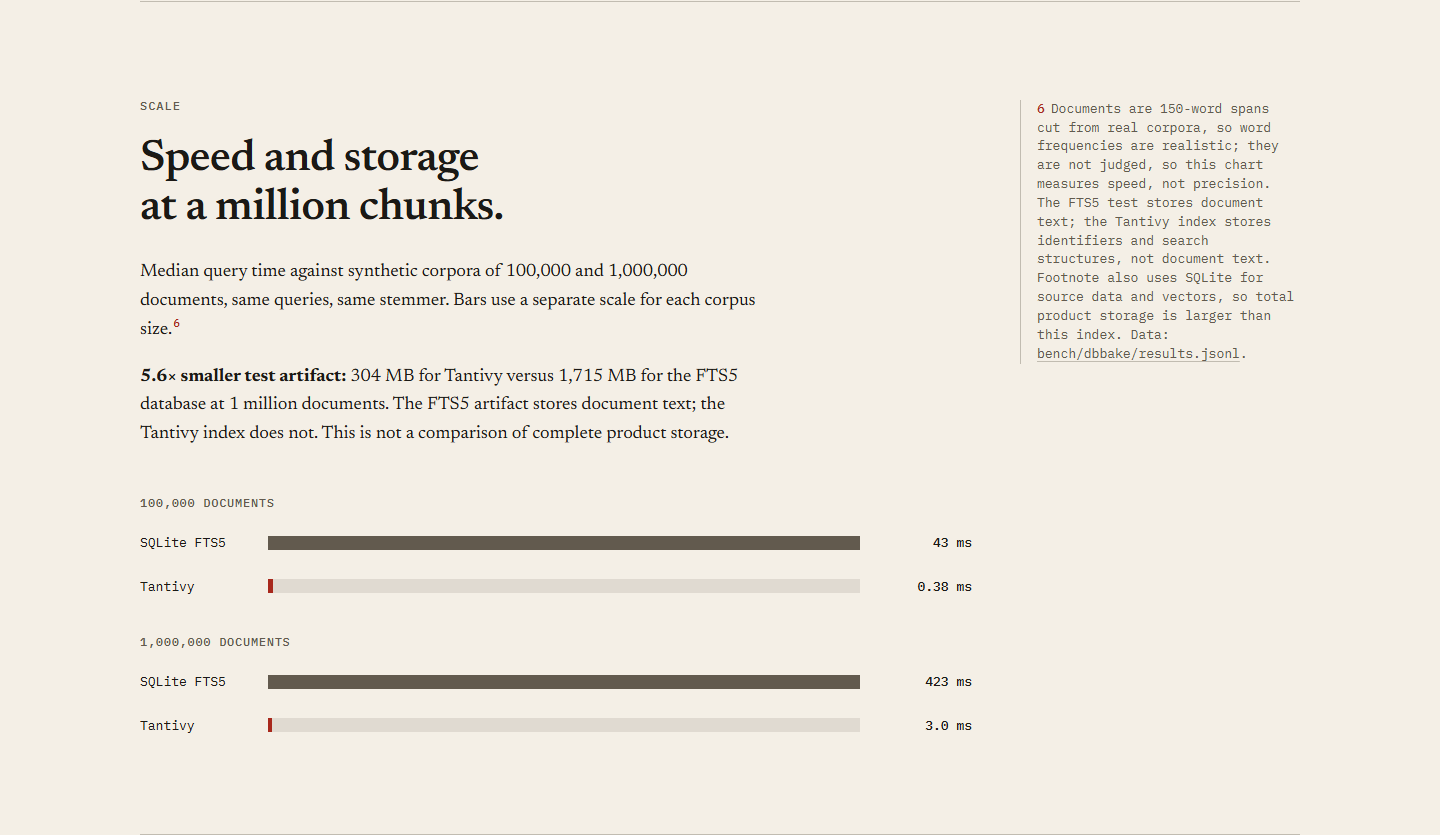 SCALE
Speed and storage
at a million chunks.
Median query time against synthetic corpora of 100,000 and 1,000,000
documents, same queries, same stemmer. Bars use a separate scale for each corpus
size.6
5.6× smaller test artifact: 304 MB for Tantivy versus 1,715 MB for the FTS5
database at 1 million documents. The FTS5 artifact stores document text; the
Tantivy index does not. This is not a comparison of complete product storage.
100,000 DOCUMENTS
SQLite FTS5 43 ms
Tantivy 0.38 ms
1,000,000 DOCUMENTS
SQLite FTS5 423 ms
Tantivy 3.0 ms
6 Documents are 150-word spans
cut from real corpora, so word
frequencies are realistic; they
are not judged, so this chart
measures speed, not precision.
The FTS5 test stores document
text; the Tantivy index stores
identifiers and search
structures, not document text.
Footnote also uses SQLite for
source data and vectors, so total
product storage is larger than
this index. Data:
bench/dbbake/results.jsonl.